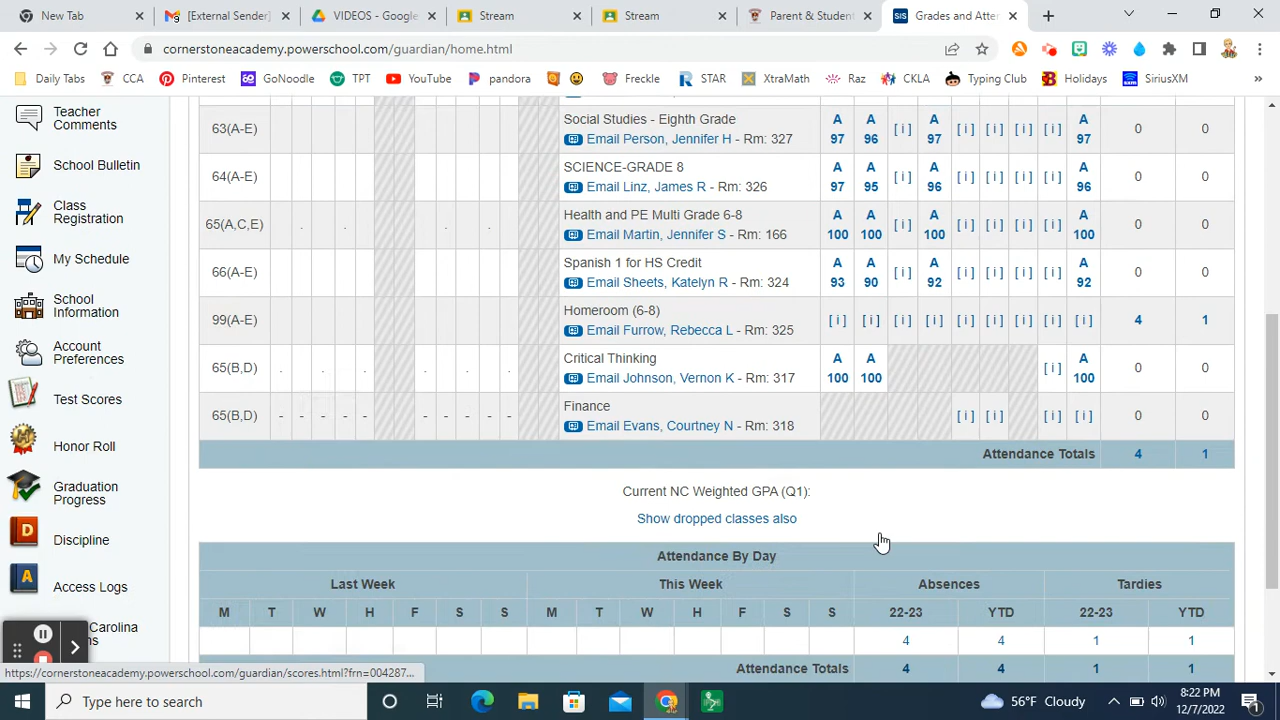 New Tab
[External Sender]
VIDEOS - Google
Stream
Stream
Parent & Student
SIS Grades and Atte
cornerstoneacademy.powerschool.com/guardian/home.html
Daily Tabs CCA Pinterest GoNoodle TPT YouTube pandora Freckle STAR XtraMath Raz CKLA Typing Club Holidays SiriusXM »
Teacher
Comments
School Bulletin
Class
Registration
My Schedule
School
Information
Account
Preferences
Test Scores
Honor Roll
Graduation
Progress
Discipline
Access Logs
Carolina
63(A-E) Social Studies - Eighth Grade A A A A
Email Person, Jennifer H - Rm: 327 97 96 [ i ] 97 [ i ] [ i ] [ i ] [ i ] 97 0 0
64(A-E) SCIENCE-GRADE 8 A A A A
Email Linz, James R - Rm: 326 97 95 [ i ] 96 [ i ] [ i ] [ i ] [ i ] 96 0 0
65(A,C,E) . . . . Health and PE Multi Grade 6-8 A A A A
Email Martin, Jennifer S - Rm: 166 100 100 [ i ] 100 [ i ] [ i ] [ i ] [ i ] 100 0 0
66(A-E) Spanish 1 for HS Credit A A A A
Email Sheets, Katelyn R - Rm: 324 93 90 [ i ] 92 [ i ] [ i ] [ i ] [ i ] 92 0 0
99(A-E) Homeroom (6-8)
Email Furrow, Rebecca L - Rm: 325 [ i ] [ i ] [ i ] [ i ] [ i ] [ i ] [ i ] [ i ] [ i ] 4 1
65(B,D) . . . . . Critical Thinking A A A
Email Johnson, Vernon K - Rm: 317 100 100 [ i ] 100 0 0
65(B,D) - - - - - - - - Finance
Email Evans, Courtney N - Rm: 318 [ i ] [ i ] [ i ] [ i ] 0 0
Attendance Totals 4 1
Current NC Weighted GPA (Q1):
Show dropped classes also
Attendance By Day
Last Week This Week Absences Tardies
M T W H F S S M T W H F S S 22-23 YTD 22-23 YTD
4 4 1 1
Attendance Totals 4 4 1 1
https://cornerstoneacademy.powerschool.com/guardian/scores.html?frn=004287...
Type here to search
56°F Cloudy
8:22 PM
12/7/2022
1